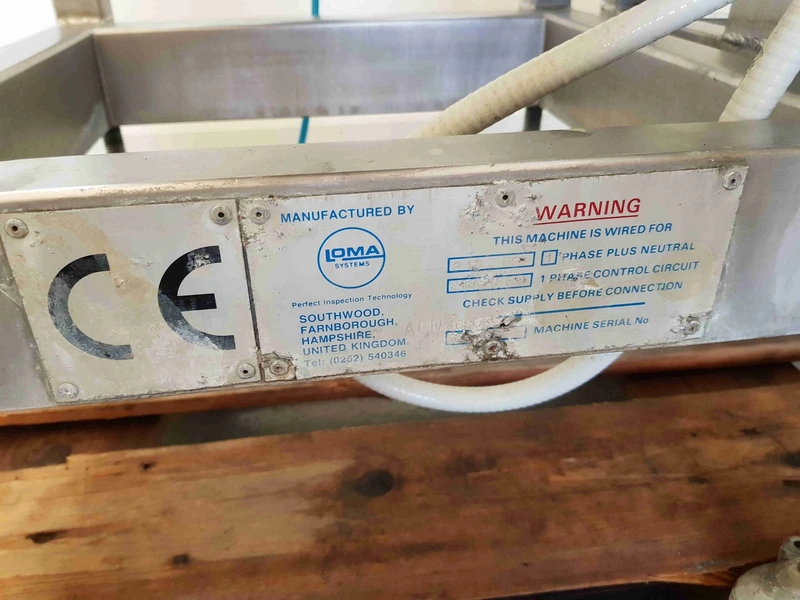 CE
MANUFACTURED BY
LOMA
SYSTEMS
Perfect Inspection Technology
SOUTHWOOD,
FARNBOROUGH,
HAMPSHIRE,
UNITED KINGDOM.
Tel: (0252) 540346
WARNING
THIS MACHINE IS WIRED FOR
1 PHASE PLUS NEUTRAL
1 PHASE CONTROL CIRCUIT
CHECK SUPPLY BEFORE CONNECTION
MACHINE SERIAL No